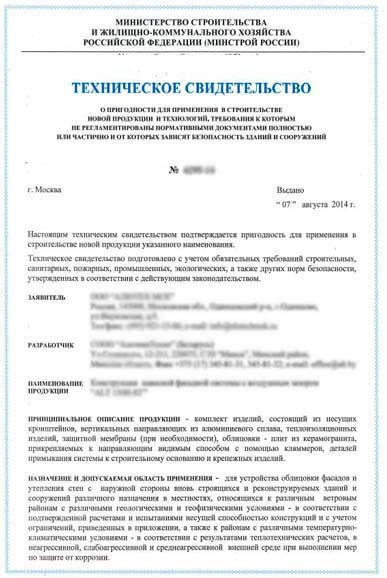 МИНИСТЕРСТВО СТРОИТЕЛЬСТВА
И ЖИЛИЩНО-КОММУНАЛЬНОГО ХОЗЯЙСТВА
РОССИЙСКОЙ ФЕДЕРАЦИИ (МИНСТРОЙ РОССИИ)
ТЕХНИЧЕСКОЕ СВИДЕТЕЛЬСТВО
О ПРИГОДНОСТИ ДЛЯ ПРИМЕНЕНИЯ В СТРОИТЕЛЬСТВЕ
НОВОЙ ПРОДУКЦИИ И ТЕХНОЛОГИЙ, ТРЕБОВАНИЯ К КОТОРЫМ
НЕ РЕГЛАМЕНТИРОВАНЫ НОРМАТИВНЫМИ ДОКУМЕНТАМИ ПОЛНОСТЬЮ
ИЛИ ЧАСТИЧНО И ОТ КОТОРЫХ ЗАВИСЯТ БЕЗОПАСНОСТЬ ЗДАНИЙ И СООРУЖЕНИЙ
№
г. Москва Выдано
“ 07 ” августа 2014 г.
Настоящим техническим свидетельством подтверждается пригодность для применения в
строительстве новой продукции указанного наименования.
Техническое свидетельство подготовлено с учетом обязательных требований строительных,
санитарных, пожарных, промышленных, экологических, а также других норм безопасности,
утвержденных в соответствии с действующим законодательством.
ЗАЯВИТЕЛЬ
РАЗРАБОТЧИК
НАИМЕНОВАНИЕ
ПРОДУКЦИИ
ПРИНЦИПИАЛЬНОЕ ОПИСАНИЕ ПРОДУКЦИИ - комплект изделий, состоящий из несущих
кронштейнов, вертикальных направляющих из алюминиевого сплава, теплоизоляционных
изделий, защитной мембраны (при необходимости), облицовки - плит из керамогранита,
прикрепляемых к направляющим видимым способом с помощью кляммеров, деталей
примыкания системы к строительному основанию и крепежных изделий.
НАЗНАЧЕНИЕ И ДОПУСКАЕМАЯ ОБЛАСТЬ ПРИМЕНЕНИЯ - для устройства облицовки фасадов и
утепления стен с наружной стороны вновь строящихся и реконструируемых зданий и
сооружений различного назначения в местностях, относящихся к различным ветровым
районам с различными геологическими и геофизическими условиями - в соответствии с
подтвержденной расчетами и испытаниями несущей способностью конструкций и с учетом
ограничений, приведенных в приложении, а также к районам с различными температурно-
климатическими условиями - в соответствии с результатами теплотехнических расчетов, в
неагрессивной, слабоагрессивной и среднеагрессивной внешней среде при выполнении мер
по защите от коррозии.